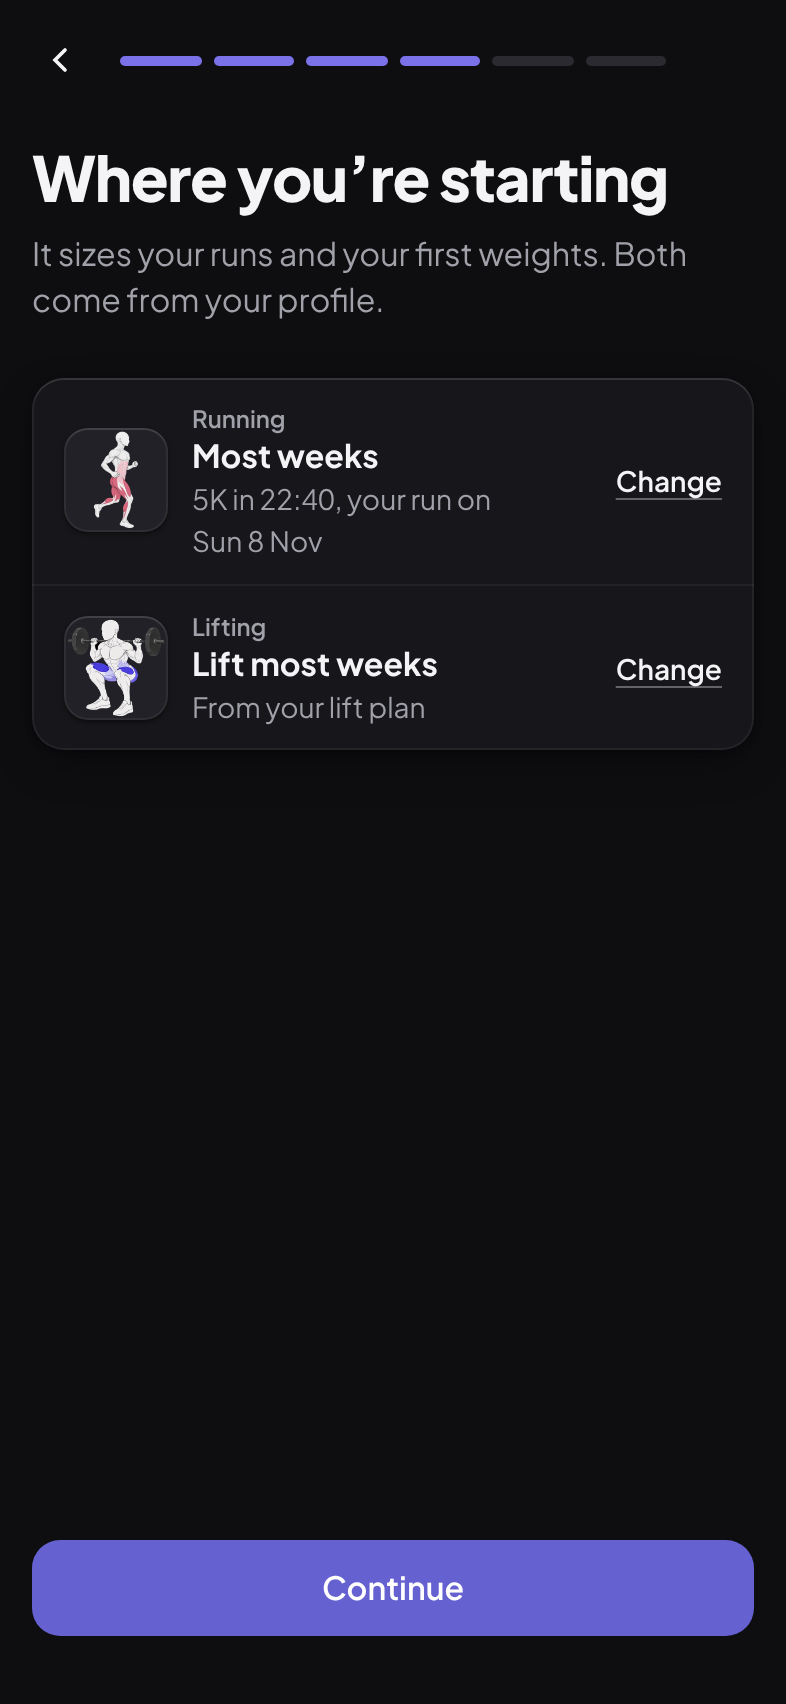 Where you’re starting
It sizes your runs and your first weights. Both
come from your profile.
Running
Most weeks
5K in 22:40, your run on
Sun 8 Nov
Change
Lifting
Lift most weeks
From your lift plan
Change
Continue